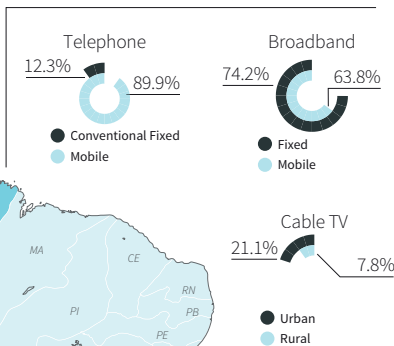 Telephone
12.3%
89.9%
Conventional Fixed
Mobile
Broadband
74.2%
63.8%
Fixed
Mobile
Cable TV
21.1%
7.8%
Urban
Rural
MA
CE
RN
PI
PB
PE